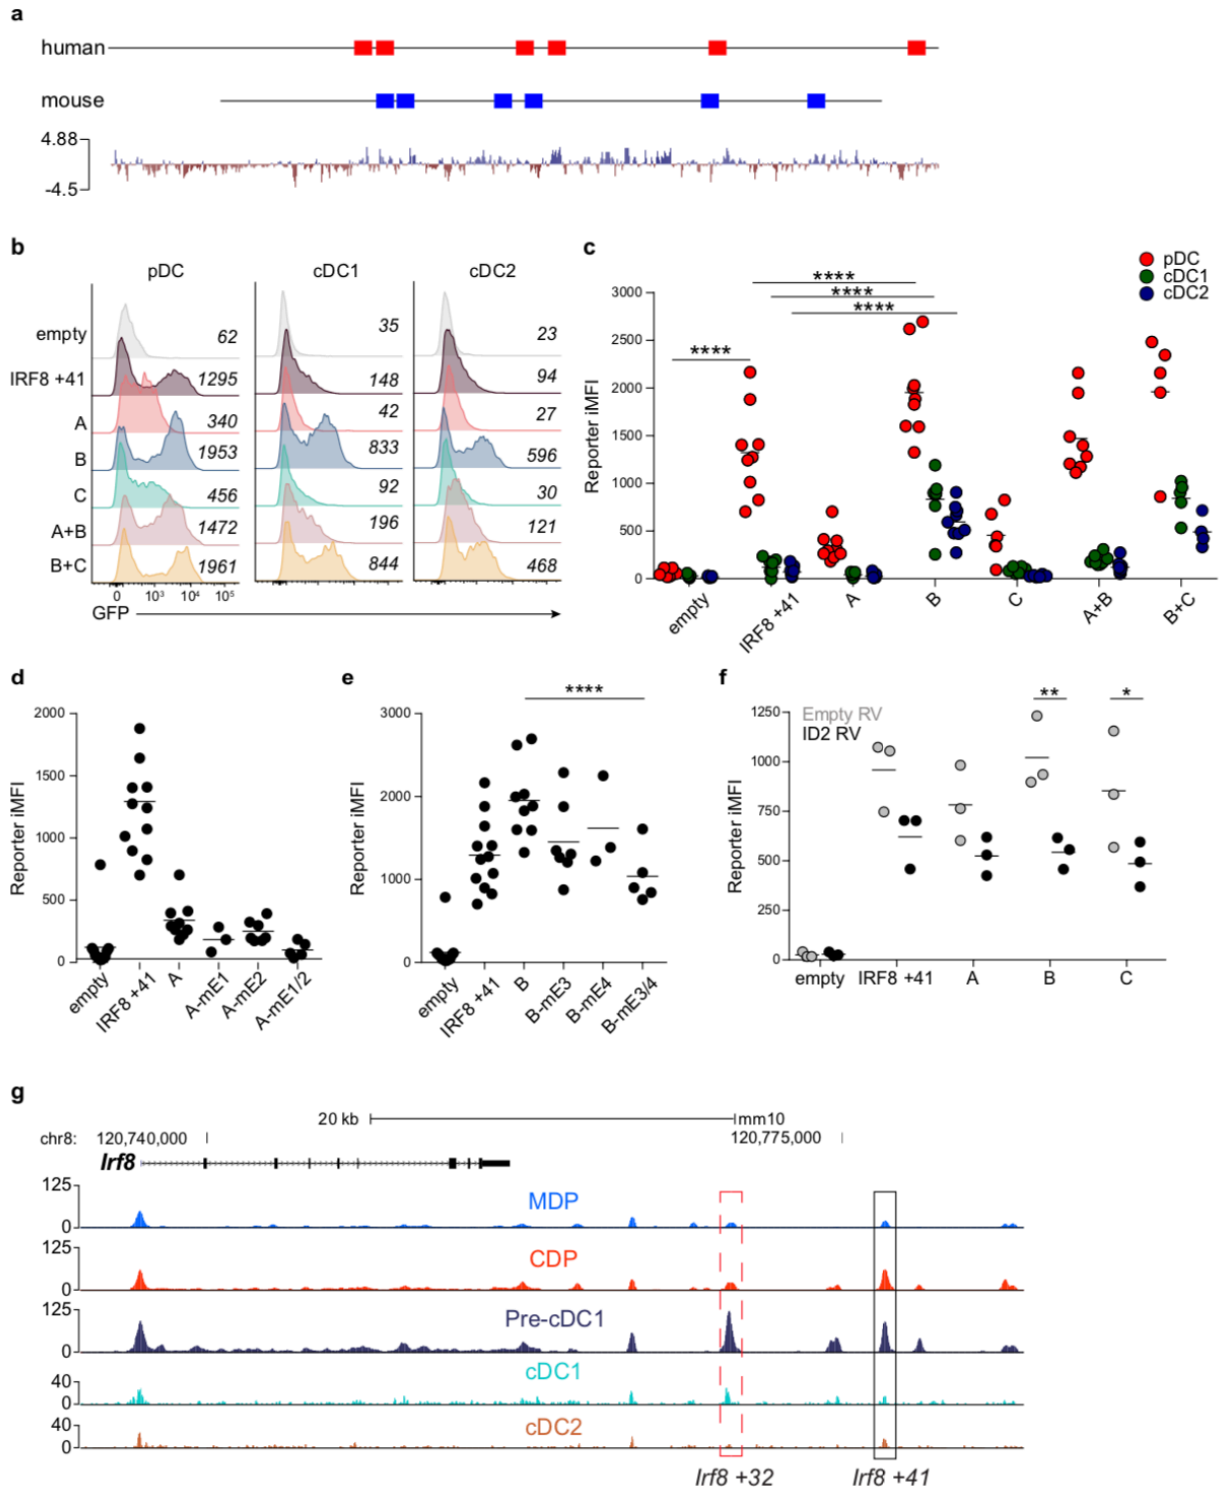 a
human
mouse
4.88
-4.5
b
pDC cDC1 cDC2
empty 62 35 23
IRF8 +41 1295 148 94
A 340 42 27
B 1953 833 596
C 456 92 30
A+B 1472 196 121
B+C 1961 844 468
0 10³ 10⁴ 10⁵
GFP
c
pDC
cDC1
cDC2
**** 
****
****
****
Reporter iMFI
3000
2500
2000
1500
1000
500
0
empty IRF8 +41 A B C A+B B+C
d
Reporter iMFI
2000
1500
1000
500
0
empty IRF8 +41 A A-mE1 A-mE2 A-mE1/2
e
****
Reporter iMFI
3000
2000
1000
0
empty IRF8 +41 B B-mE3 B-mE4 B-mE3/4
f
Empty RV
ID2 RV
** *
Reporter iMFI
1250
1000
750
500
250
0
empty IRF8 +41 A B C
g
20 kb mm10
chr8: 120,740,000 120,775,000
Irf8
125 MDP
0
125 CDP
0
125 Pre-cDC1
0
40 cDC1
0
40 cDC2
0
Irf8 +32 Irf8 +41